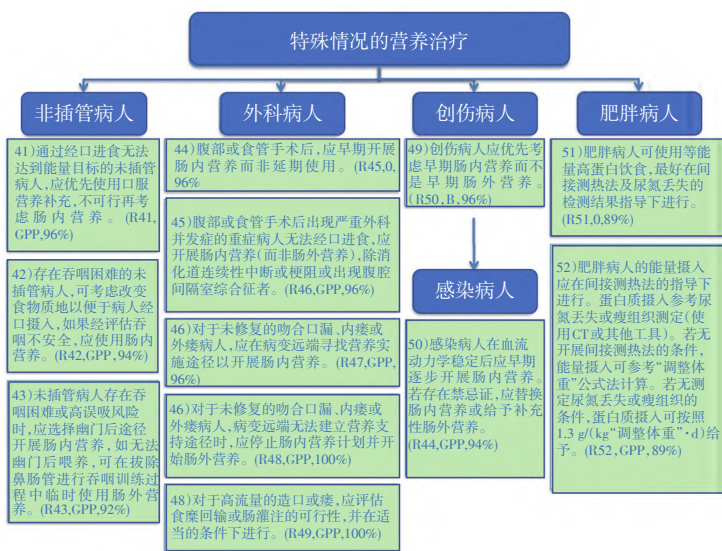 特殊情况的营养治疗
非插管病人
41)通过经口进食无法
达到能量目标的未插管
病人,应优先使用口服
营养补充,不可行再考
虑肠内营养。(R41,
GPP,96%)
42)存在吞咽困难的未
插管病人,可考虑改变
食物质地以便于病人经
口摄入,如果经评估吞
咽不安全,应使用肠内
营养。(R42,GPP,94%)
43)未插管病人存在吞
咽困难或高误吸风险
时,应选择幽门后途径
开展肠内营养,如无法
幽门后喂养,可在拔除
鼻肠管进行吞咽训练过
程中临时使用肠外营
养。(R43,GPP,92%)
外科病人
44)腹部或食管手术后,应早期开展
肠内营养而非延期使用。(R45,0,
96%
45)腹部或食管手术后出现严重外科
并发症的重症病人无法经口进食,应
开展肠内营养(而非肠外营养),除消
化道连续性中断或梗阻或出现腹腔
间隔室综合征者。(R46,GPP,96%)
46)对于未修复的吻合口漏、内瘘或
外瘘病人,应在病变远端寻找营养实
施途径以开展肠内营养。(R47,GPP,
96%)
46)对于未修复的吻合口漏、内瘘或
外瘘病人,病变远端无法建立营养支
持途径时,应停止肠内营养计划并开
始肠外营养。(R48,GPP,100%)
48)对于高流量的造口或瘘,应评估
食糜回输或肠灌注的可行性,并在适
当的条件下进行。(R49,GPP,100%)
创伤病人
49)创伤病人应优先考
虑早期肠内营养而不
是早期肠外营养。
(R50,B,96%)
感染病人
50)感染病人在血流
动力学稳定后应早期
逐步开展肠内营养。
若存在禁忌证,应替换
肠内营养或给予补充
性肠外营养。
(R44,GPP,94%)
肥胖病人
51)肥胖病人可使用等能
量高蛋白饮食,最好在间
接测热法及尿氮丢失的
检测结果指导下进行。
(R51,0,89%)
52)肥胖病人的能量摄入
应在间接测热法的指导下
进行。蛋白质摄入参考尿
氮丢失或瘦组织测定(使
用CT或其他工具)。若无
开展间接测热法的条件,
能量摄入可参考“调整体
重”公式法计算。若无测
定尿氮丢失或瘦组织的
条件,蛋白质摄入可按照
1.3 g/(kg“调整体重”·d)给
予。(R52,GPP,89%)